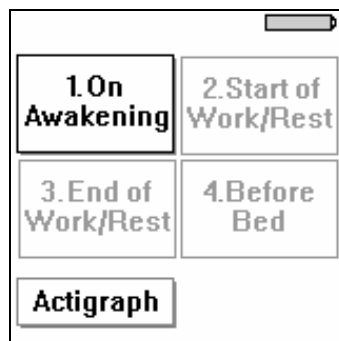 1.On
Awakening
2.Start of
Work/Rest
3.End of
Work/Rest
4.Before
Bed
Actigraph